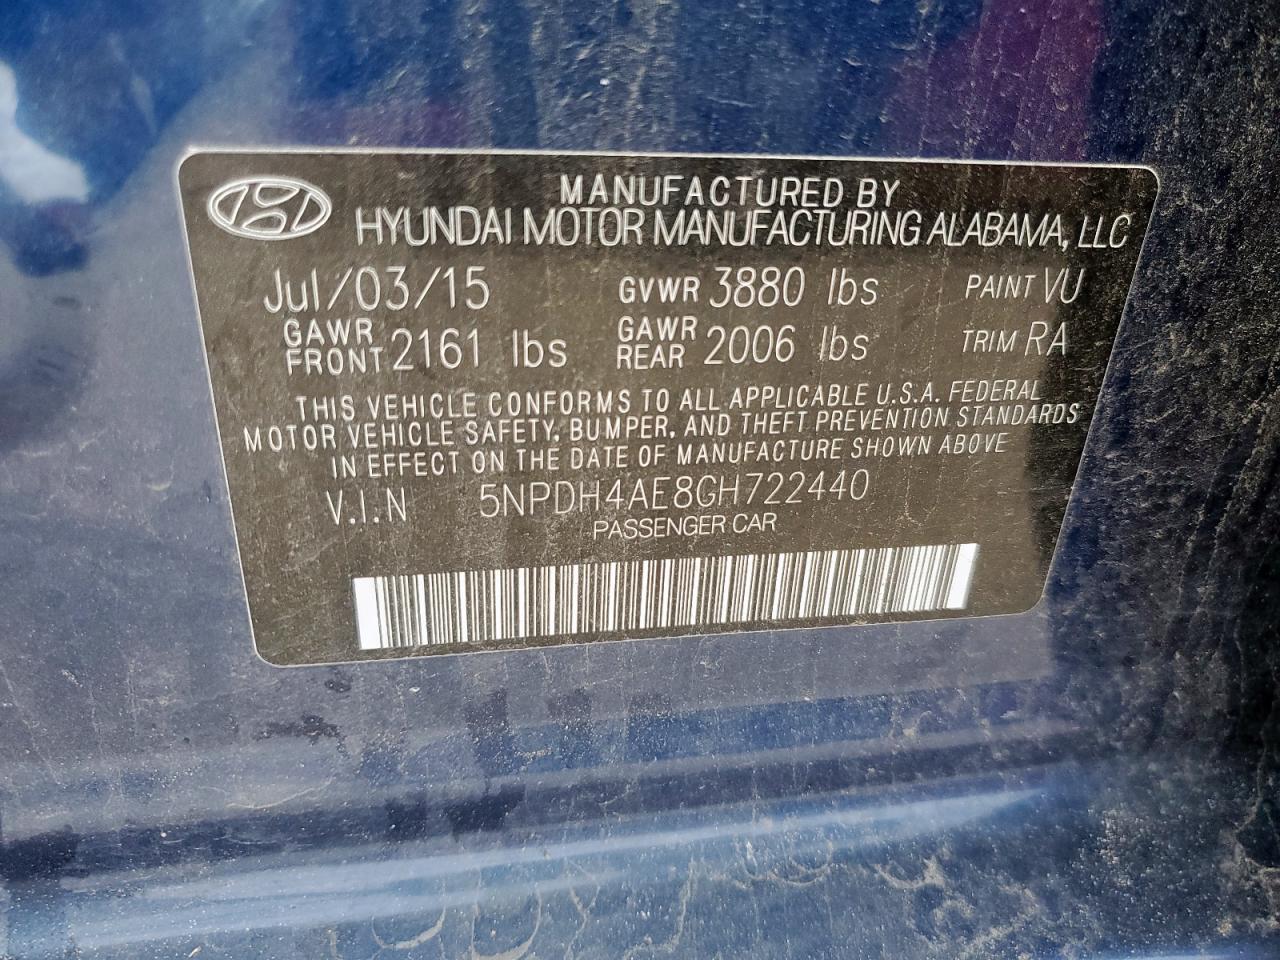 MANUFACTURED BY
HYUNDAI MOTOR MANUFACTURING ALABAMA, LLC
Jul/03/15 GVWR 3880 lbs PAINT VU
GAWR FRONT 2161 lbs GAWR REAR 2006 lbs TRIM RA
THIS VEHICLE CONFORMS TO ALL APPLICABLE U.S.A. FEDERAL
MOTOR VEHICLE SAFETY, BUMPER, AND THEFT PREVENTION STANDARDS
IN EFFECT ON THE DATE OF MANUFACTURE SHOWN ABOVE
V.I.N 5NPDH4AE8GH722440
PASSENGER CAR